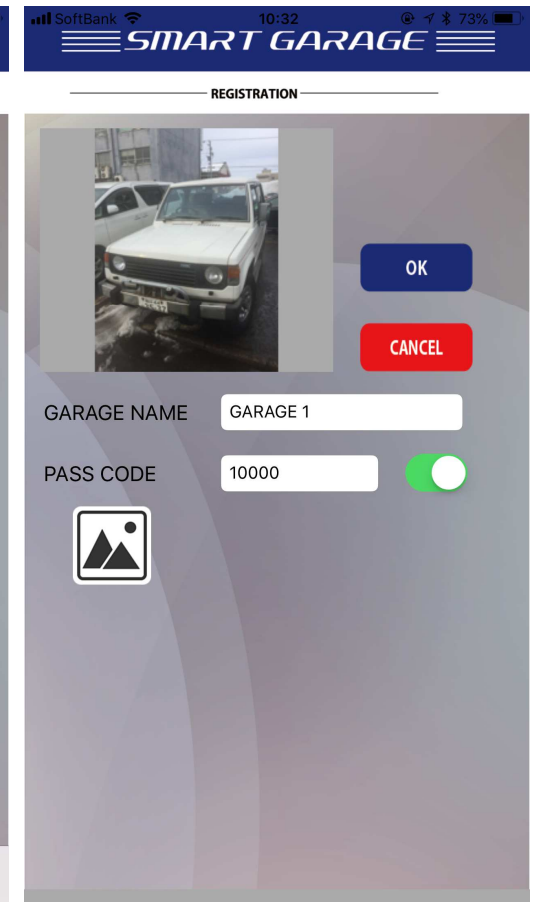 SoftBank 10:32 73%
SMART GARAGE
REGISTRATION
OK
CANCEL
GARAGE NAME GARAGE 1
PASS CODE 10000